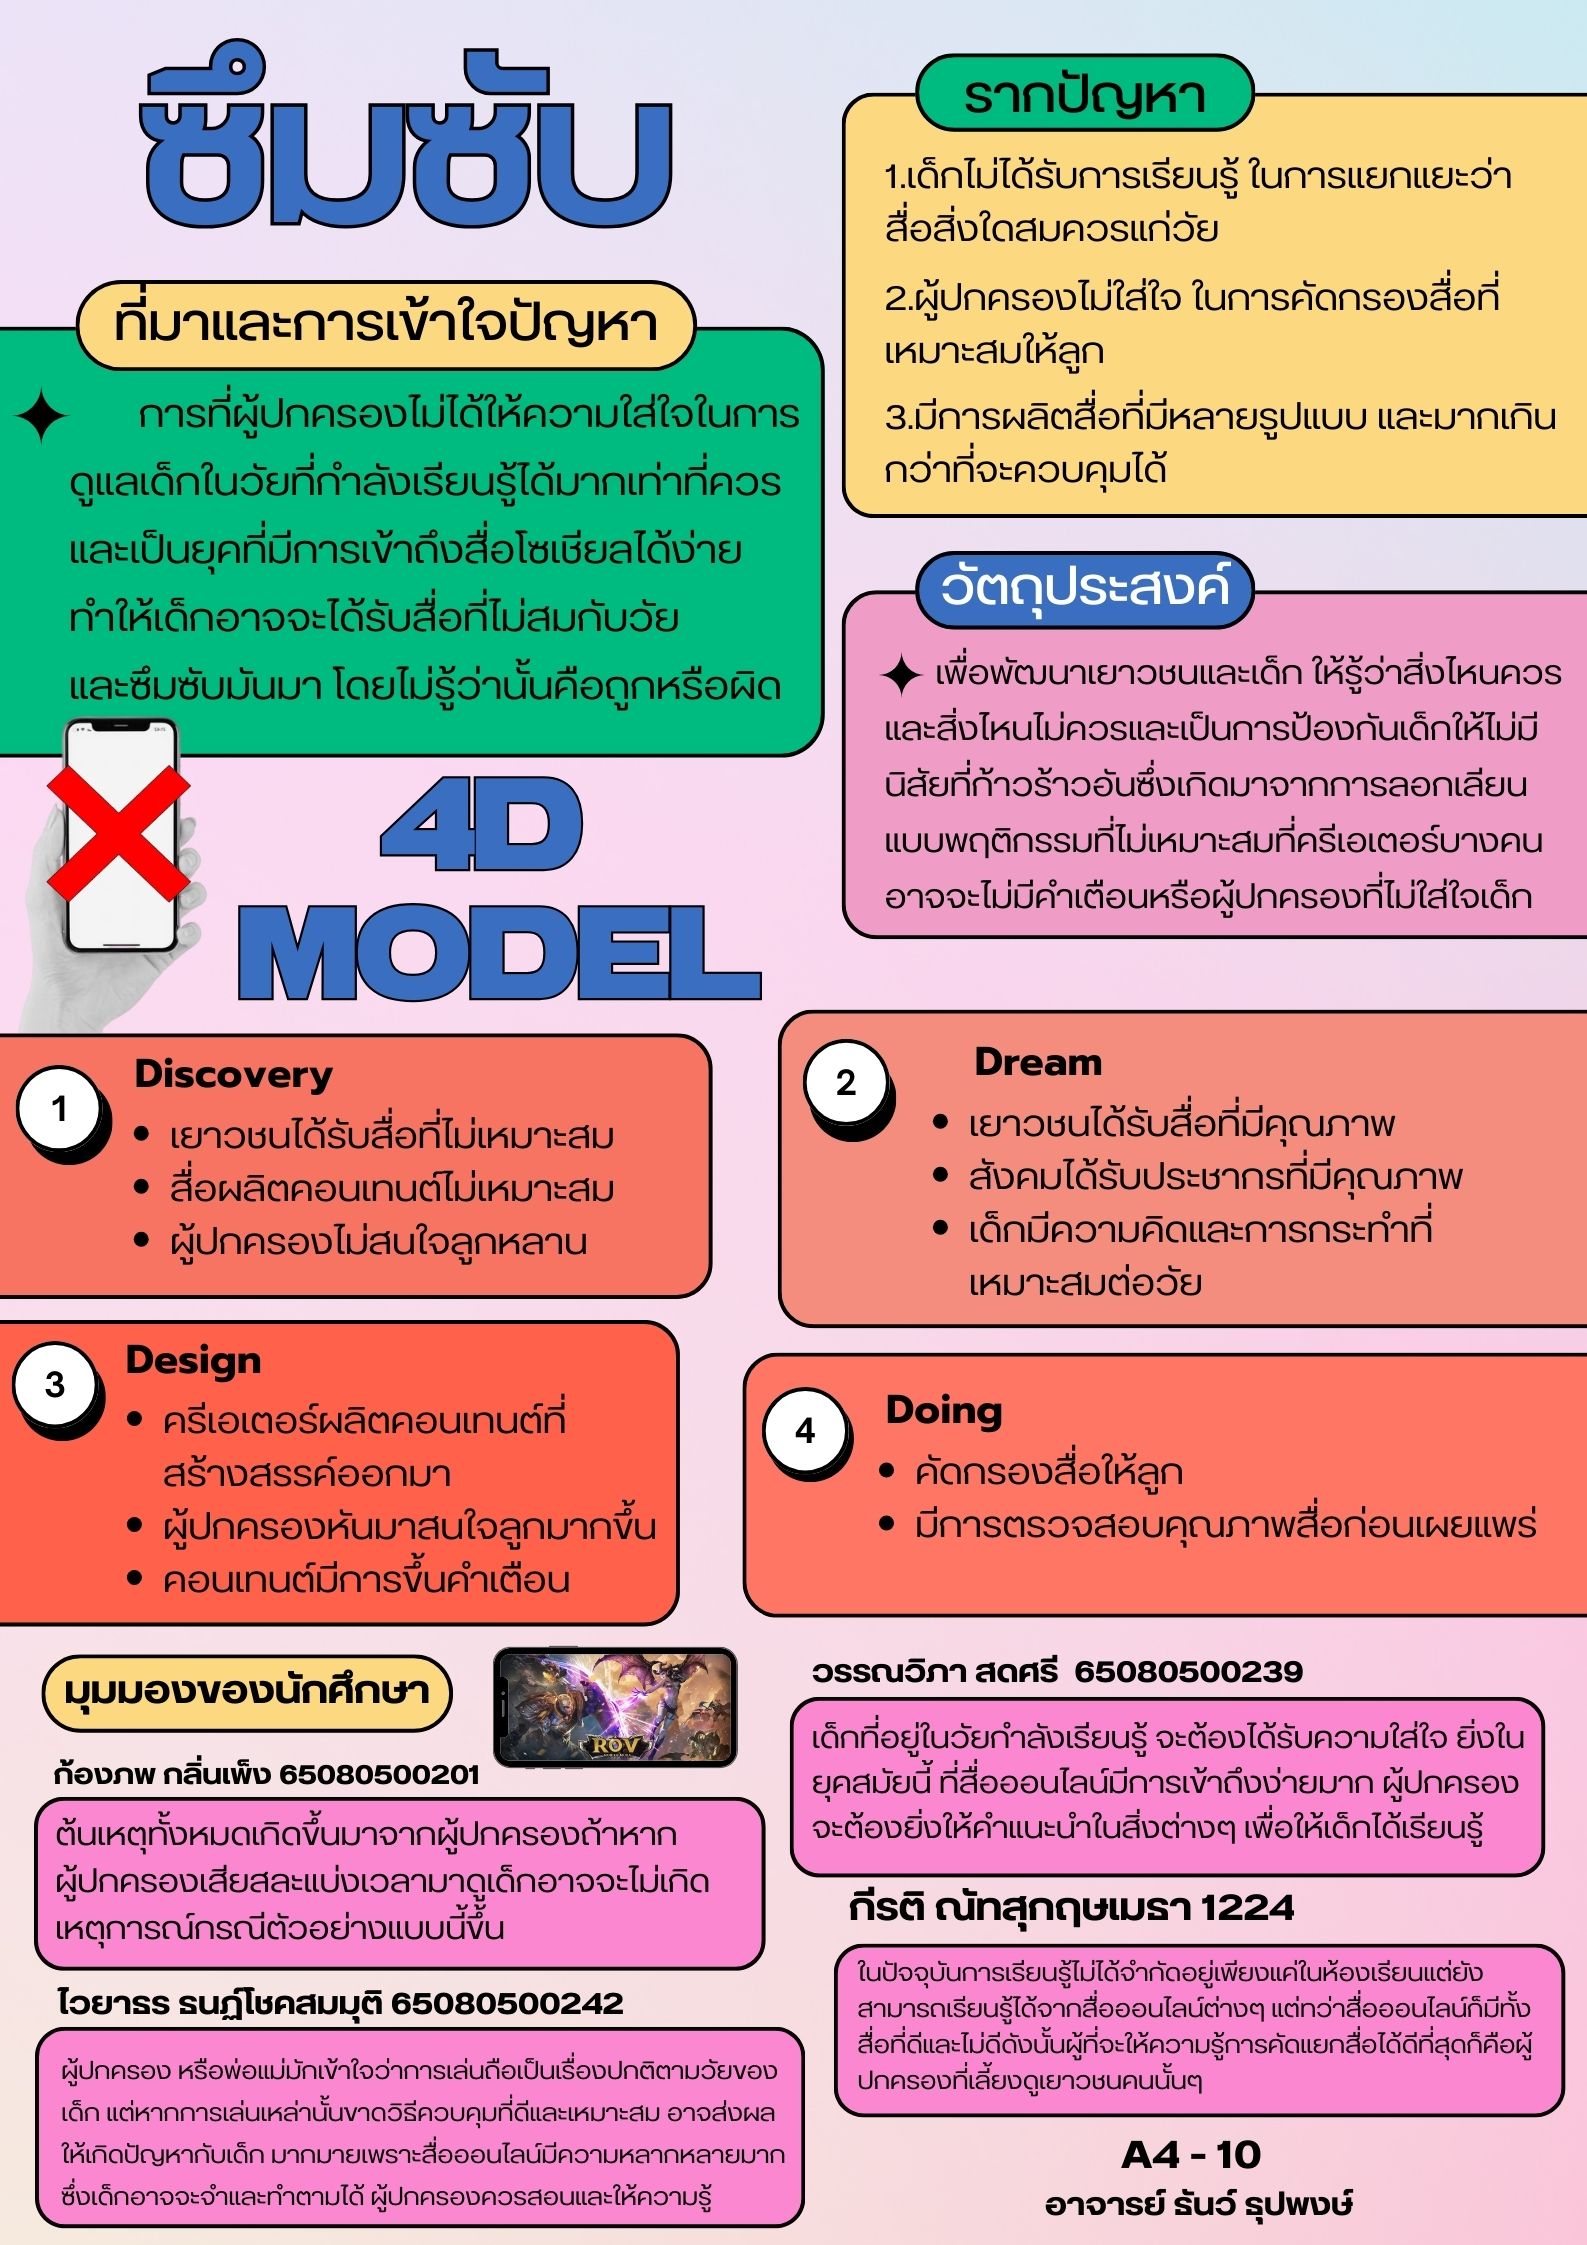 ซึมซับ
ที่มาและการเข้าใจปัญหา
การที่ผู้ปกครองไม่ได้ให้ความใส่ใจในการ
ดูแลเด็กในวัยที่กำลังเรียนรู้ได้มากเท่าที่ควร
และเป็นยุคที่มีการเข้าถึงสื่อโซเชียลได้ง่าย
ทำให้เด็กอาจจะได้รับสื่อที่ไม่สมกับวัย
และซึมซับมันมา โดยไม่รู้ว่านั้นคือถูกหรือผิด
รากปัญหา
1.เด็กไม่ได้รับการเรียนรู้ ในการแยกแยะว่า
สื่อสิ่งใดสมควรแก่วัย
2.ผู้ปกครองไม่ใส่ใจ ในการคัดกรองสื่อที่
เหมาะสมให้ลูก
3.มีการผลิตสื่อที่มีหลายรูปแบบ และมากเกิน
กว่าที่จะควบคุมได้
วัตถุประสงค์
เพื่อพัฒนาเยาวชนและเด็ก ให้รู้ว่าสิ่งไหนควร
และสิ่งไหนไม่ควรและเป็นการป้องกันเด็กให้ไม่มี
นิสัยที่ก้าวร้าวอันซึ่งเกิดมาจากการลอกเลียน
แบบพฤติกรรมที่ไม่เหมาะสมที่ครีเอเตอร์บางคน
อาจจะไม่มีคำเตือนหรือผู้ปกครองที่ไม่ใส่ใจเด็ก
4D
MODEL
1
Discovery
• เยาวชนได้รับสื่อที่ไม่เหมาะสม
• สื่อผลิตคอนเทนต์ไม่เหมาะสม
• ผู้ปกครองไม่สนใจลูกหลาน
2
Dream
• เยาวชนได้รับสื่อที่มีคุณภาพ
• สังคมได้รับประชากรที่มีคุณภาพ
• เด็กมีความคิดและการกระทำที่
เหมาะสมต่อวัย
3
Design
• ครีเอเตอร์ผลิตคอนเทนต์ที่
สร้างสรรค์ออกมา
• ผู้ปกครองหันมาสนใจลูกมากขึ้น
• คอนเทนต์มีการขึ้นคำเตือน
4
Doing
• คัดกรองสื่อให้ลูก
• มีการตรวจสอบคุณภาพสื่อก่อนเผยแพร่
มุมมองของนักศึกษา
ROV
ก้องภพ กลิ่นเพ็ง 65080500201
ต้นเหตุทั้งหมดเกิดขึ้นมาจากผู้ปกครองถ้าหาก
ผู้ปกครองเสียสละแบ่งเวลามาดูเด็กอาจจะไม่เกิด
เหตุการณ์กรณีตัวอย่างแบบนี้ขึ้น
ไวยาธร ธนฏ์โชคสมมุติ 65080500242
ผู้ปกครอง หรือพ่อแม่มักเข้าใจว่าการเล่นถือเป็นเรื่องปกติตามวัยของ
เด็ก แต่หากการเล่นเหล่านั้นขาดวิธีควบคุมที่ดีและเหมาะสม อาจส่งผล
ให้เกิดปัญหากับเด็ก มากมายเพราะสื่อออนไลน์มีความหลากหลายมาก
ซึ่งเด็กอาจจะจำและทำตามได้ ผู้ปกครองควรสอนและให้ความรู้
วรรณวิภา สดศรี 65080500239
เด็กที่อยู่ในวัยกำลังเรียนรู้ จะต้องได้รับความใส่ใจ ยิ่งใน
ยุคสมัยนี้ ที่สื่อออนไลน์มีการเข้าถึงง่ายมาก ผู้ปกครอง
จะต้องยิ่งให้คำแนะนำในสิ่งต่างๆ เพื่อให้เด็กได้เรียนรู้
กีรติ ณัทสุกฤษเมธา 1224
ในปัจจุบันการเรียนรู้ไม่ได้จำกัดอยู่เพียงแค่ในห้องเรียนแต่ยัง
สามารถเรียนรู้ได้จากสื่อออนไลน์ต่างๆ แต่ทว่าสื่อออนไลน์ก็มีทั้ง
สื่อที่ดีและไม่ดีดังนั้นผู้ที่จะให้ความรู้การคัดแยกสื่อได้ดีที่สุดก็คือผู้
ปกครองที่เลี้ยงดูเยาวชนคนนั้นๆ
A4 - 10
อาจารย์ ธันว์ ธุปพงษ์